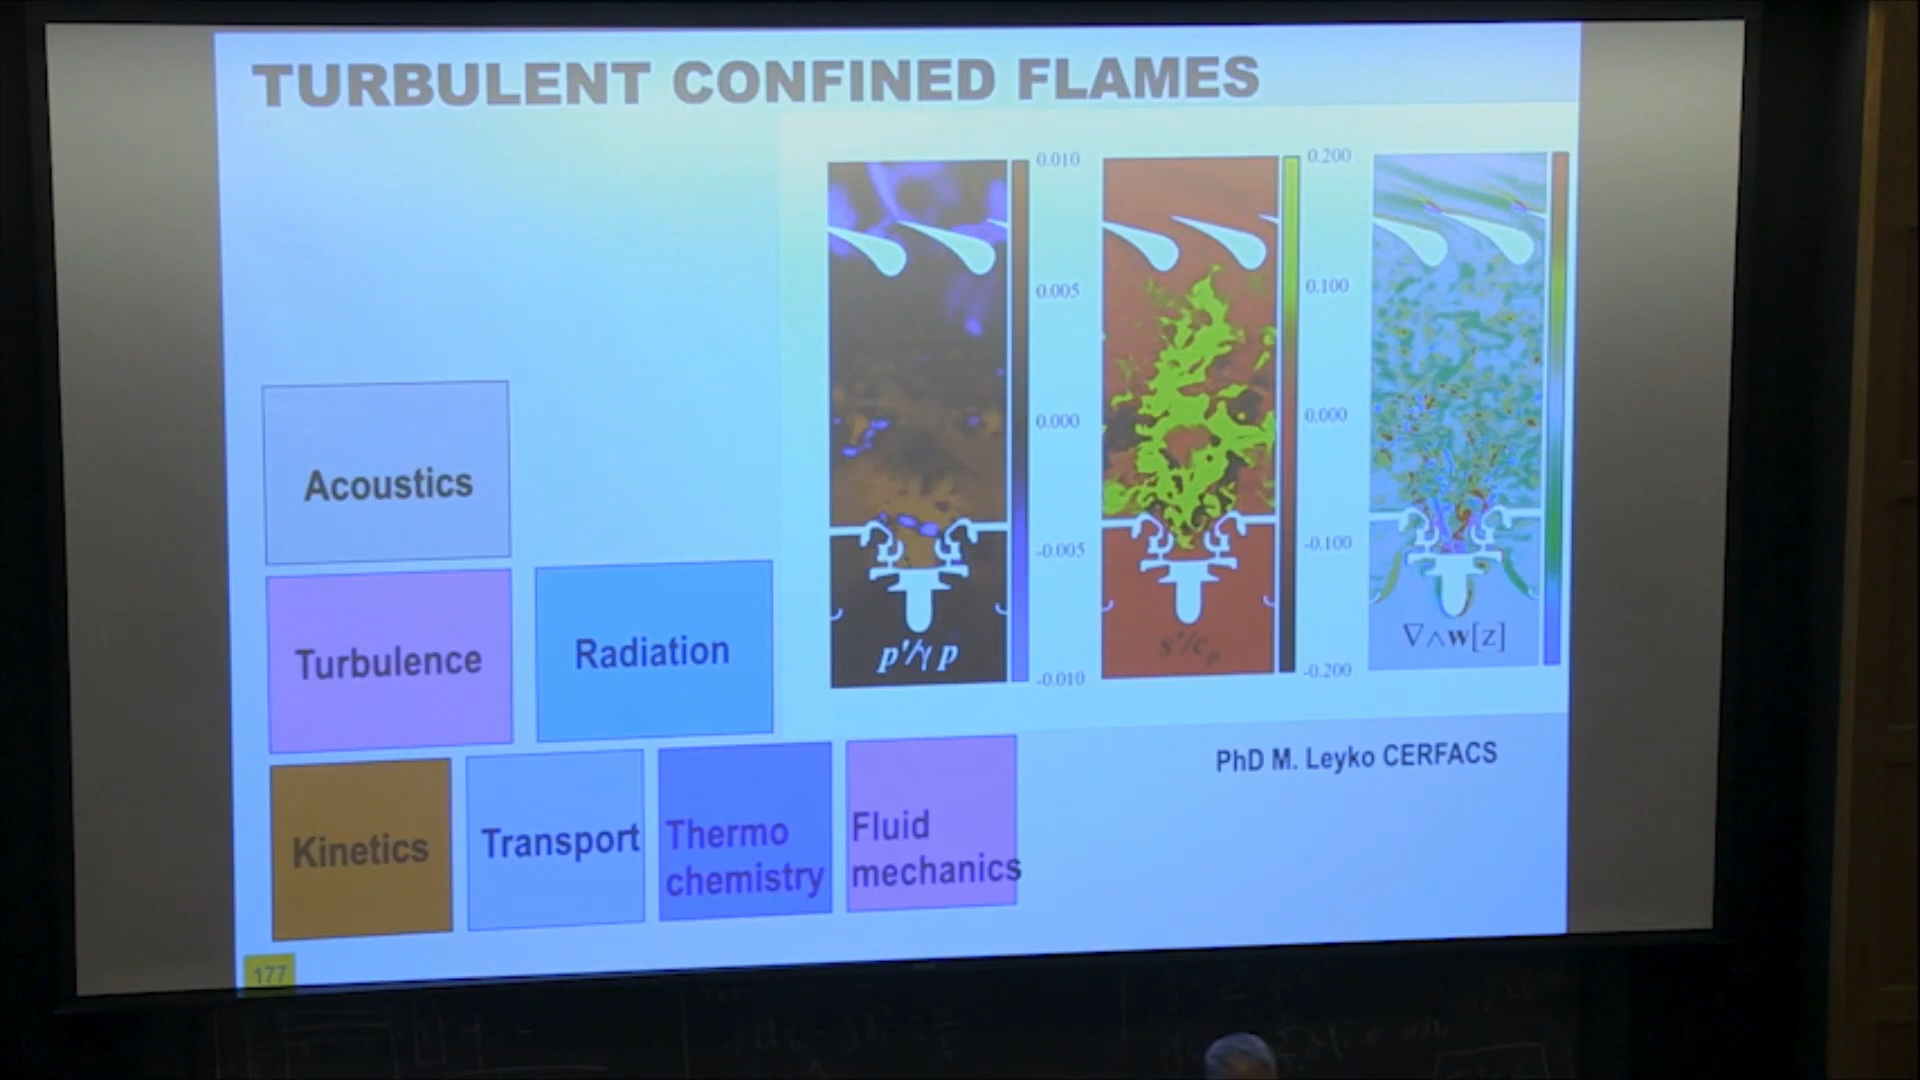 TURBULENT CONFINED FLAMES
0.010
0.005
0.000
-0.005
-0.010
p'/γ p
0.200
0.100
0.000
-0.100
-0.200
s'/cₚ
∇∧w[z]
Acoustics
Turbulence
Radiation
Kinetics
Transport
Thermo
chemistry
Fluid
mechanics
PhD M. Leyko CERFACS
177